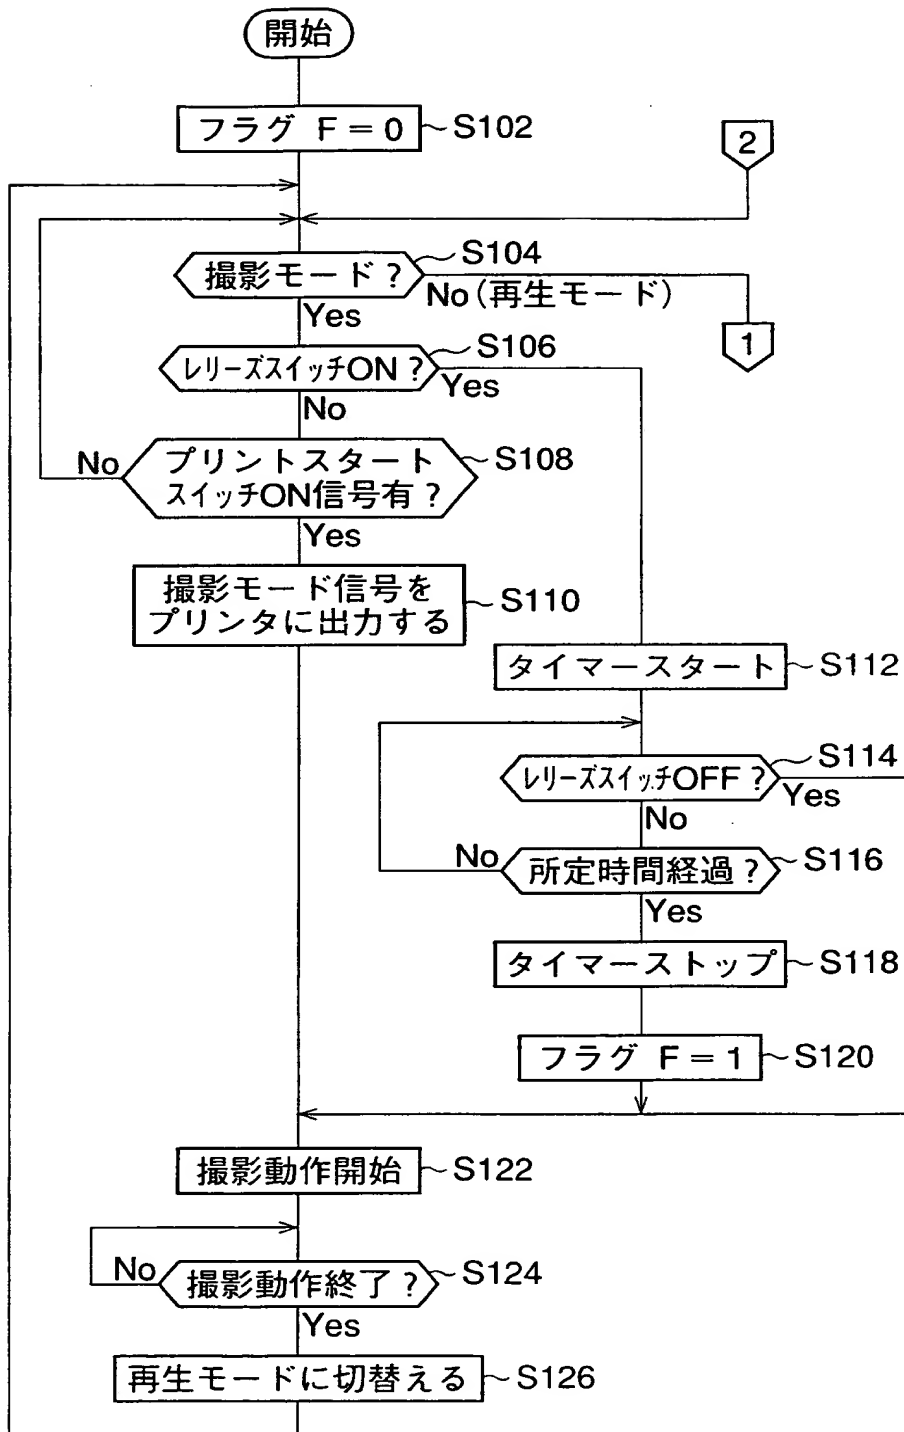 開始
フラグ F = 0
S102
2
撮影モード?
S104
No (再生モード)
Yes
1
レリーズスイッチON?
S106
Yes
No
プリントスタート
スイッチON信号有?
S108
No
Yes
撮影モード信号を
プリンタに出力する
S110
タイマースタート
S112
レリーズスイッチOFF?
S114
Yes
No
所定時間経過?
S116
No
Yes
タイマーストップ
S118
フラグ F = 1
S120
撮影動作開始
S122
撮影動作終了?
S124
No
Yes
再生モードに切替える
S126